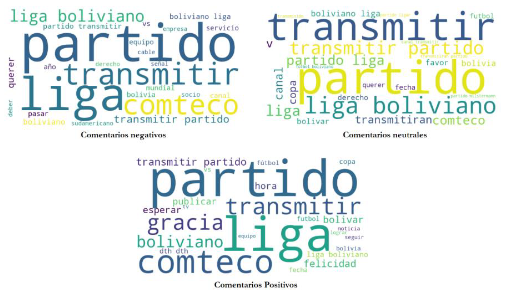 liga boliviano
vs
boliviano liga
partido transmitir
empresa
servicio
partido
equipo
cable
querer
año
derecho
señal
transmitir
mundial
liga
bolivia
socio
canal
deber
comteco
pasar
boliviano
transmitir partido
sudamericano
Comentarios negativos
boliviano liga
futbol
transmitir
v
transmitir partido
partido liga
favor
bolivia
canal
copa
partido
querer
fecha
derecho
liga
liga boliviano
bolivar
transmitiran
comteco
Comentarios neutrales
transmitir partido
fútbol
copa
vs
partido
hora
publicar
transmitir
esperar
tv
gracia
futbol
bolivar
liga
noticia
boliviano
equipo
seguir
dth dth
bolivia
liga boliviano
comteco
felicidad
fecha
Comentarios Positivos